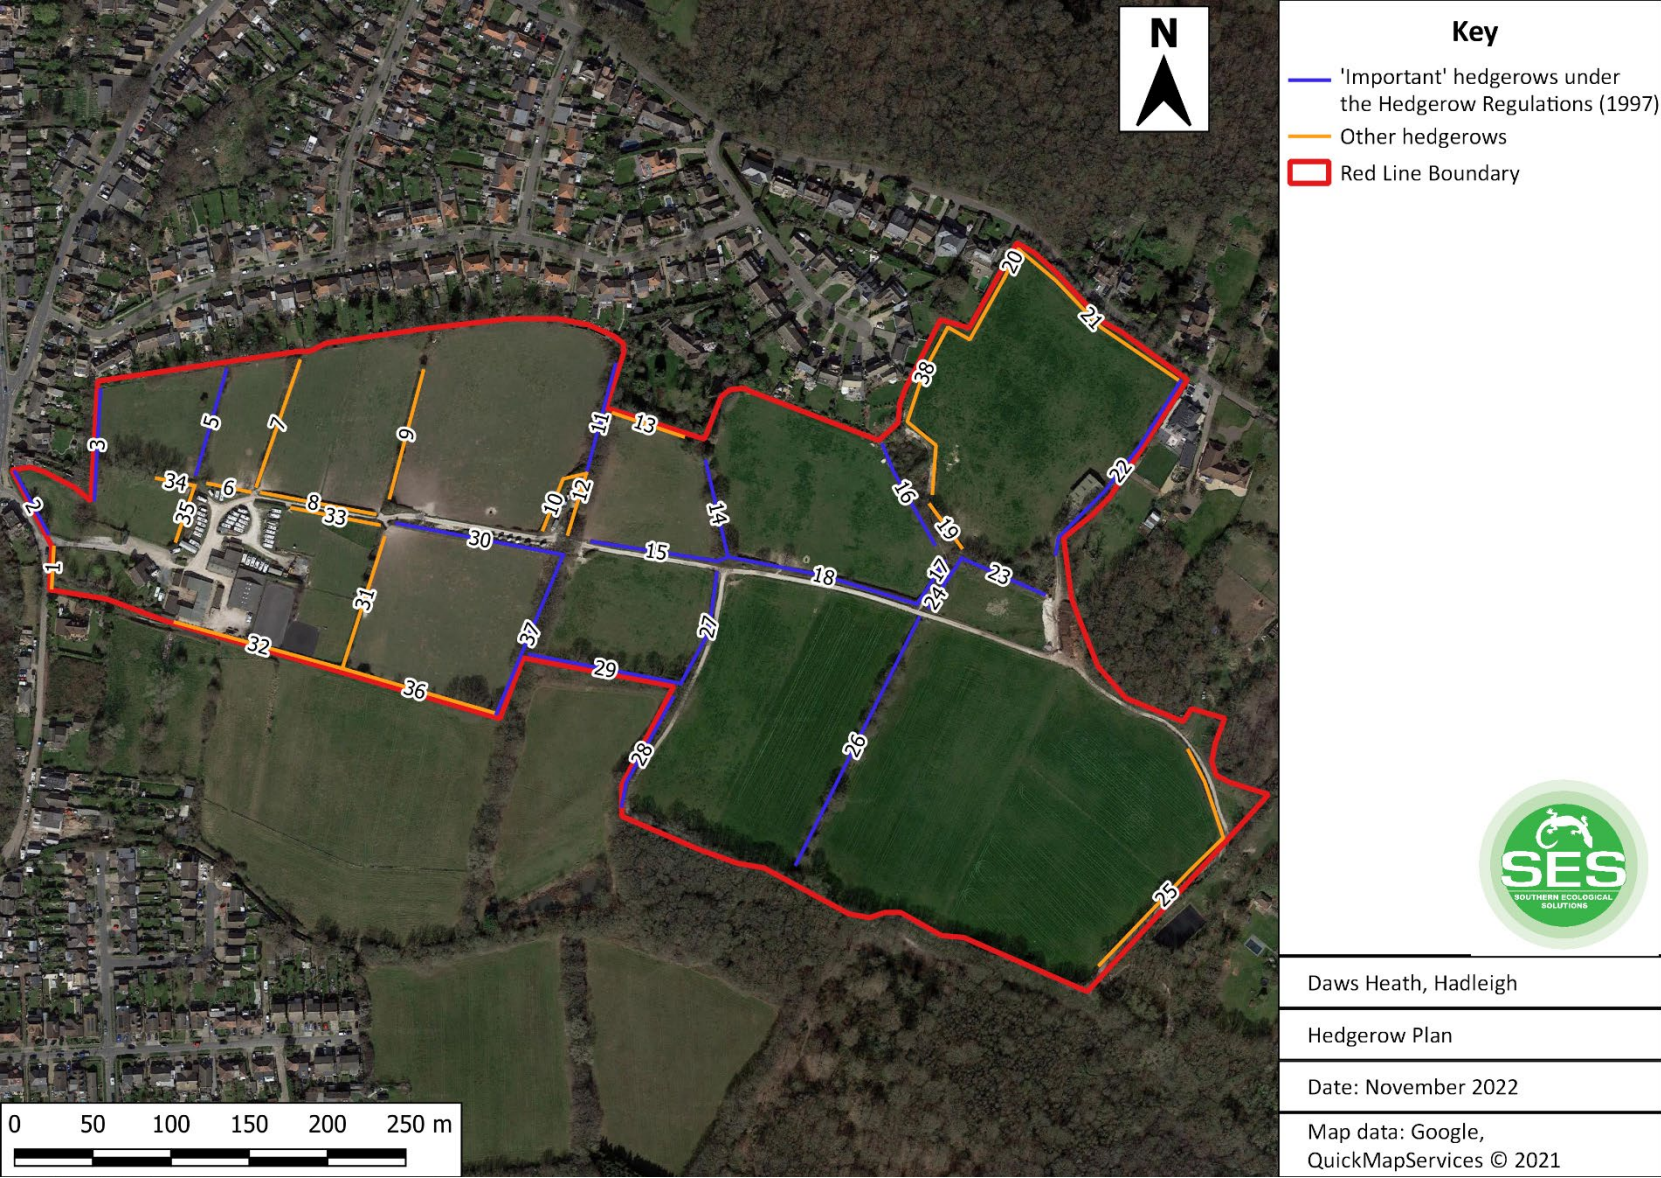 N
Key
'Important' hedgerows under
the Hedgerow Regulations (1997)
Other hedgerows
Red Line Boundary
20
21
38
22
5
7
9
11
13
3
34
6
8
33
35
10
12
2
14
16
19
30
15
18
17
23
24
1
31
37
27
32
29
36
28
26
25
SES
SOUTHERN ECOLOGICAL
SOLUTIONS
Daws Heath, Hadleigh
Hedgerow Plan
Date: November 2022
Map data: Google,
QuickMapServices © 2021
0 50 100 150 200 250 m